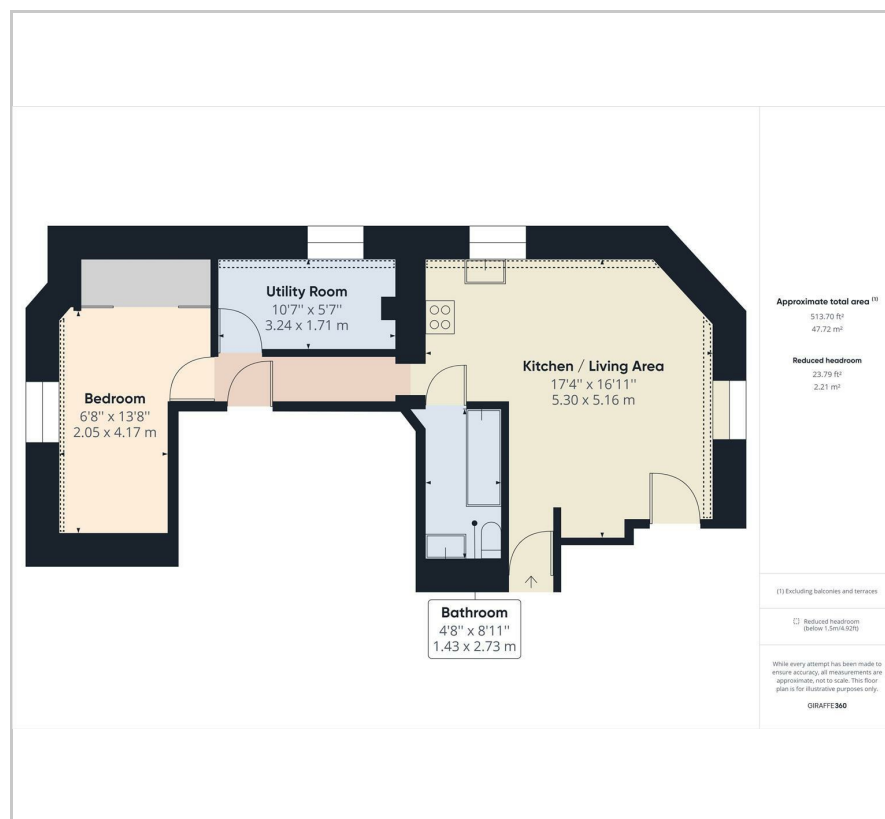 Utility Room
10'7'' x 5'7''
3.24 x 1.71 m
Bedroom
6'8'' x 13'8''
2.05 x 4.17 m
Kitchen / Living Area
17'4'' x 16'11''
5.30 x 5.16 m
Bathroom
4'8'' x 8'11''
1.43 x 2.73 m
Approximate total area (1)
513.70 ft²
47.72 m²
Reduced headroom
23.79 ft²
2.21 m²
(1) Excluding balconies and terraces
Reduced headroom
(below 1.5m/4.92ft)
While every attempt has been made to
ensure accuracy, all measurements are
approximate, not to scale. This floor
plan is for illustrative purposes only.
GIRAFFE360